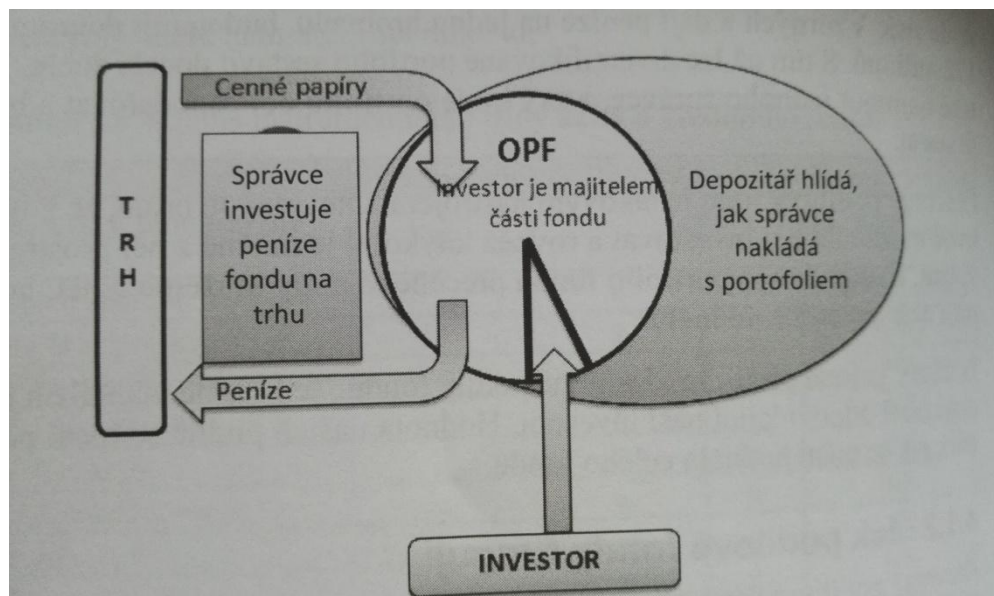 Cenné papíry
TRH
Správce
investuje
peníze
fondu na
trhu
Peníze
OPF
Investor je majitelem
části fondu
Depozitář hlídá,
jak správce
nakládá
s portofoliem
INVESTOR